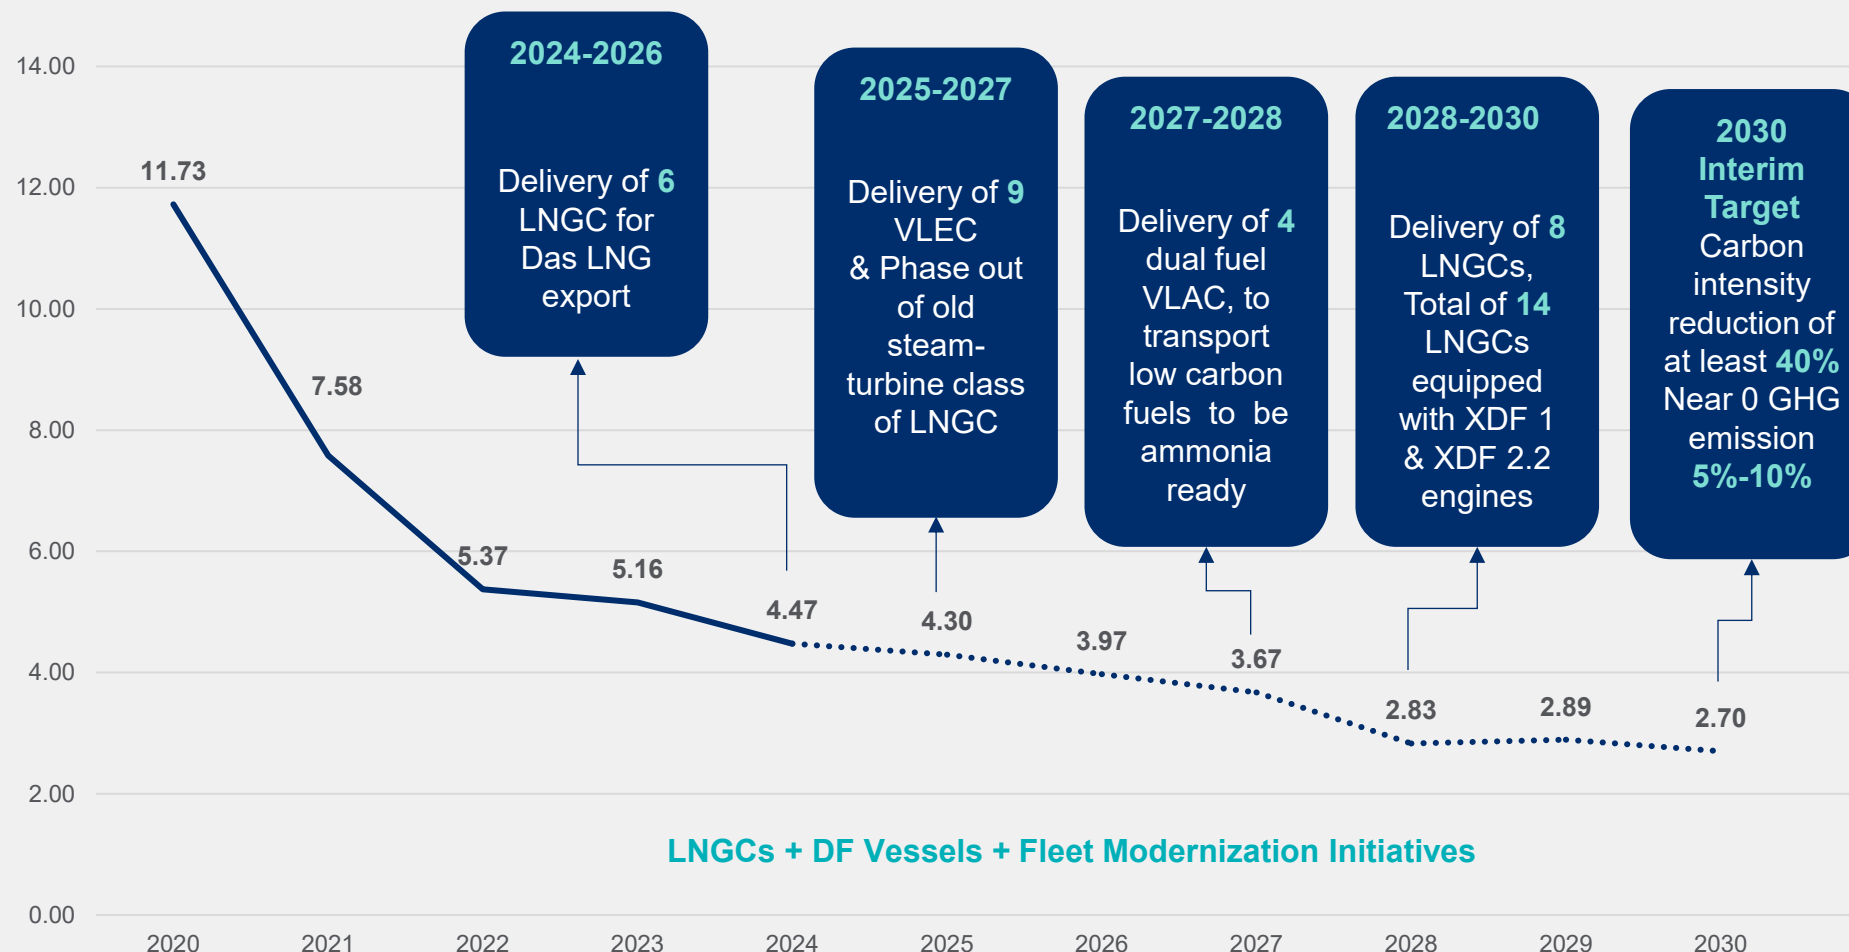 14.00
12.00
10.00
8.00
6.00
4.00
2.00
0.00
2024-2026
Delivery of 6
LNGC for
Das LNG
export
2025-2027
Delivery of 9
VLEC
& Phase out
of old
steam-
turbine class
of LNGC
2027-2028
Delivery of 4
dual fuel
VLAC, to
transport
low carbon
fuels to be
ammonia
ready
2028-2030
Delivery of 8
LNGCs,
Total of 14
LNGCs
equipped
with XDF 1
& XDF 2.2
engines
2030
Interim
Target
Carbon
intensity
reduction of
at least 40%
Near 0 GHG
emission
5%-10%
11.73
7.58
5.37
5.16
4.47
4.30
3.97
3.67
2.83
2.89
2.70
LNGCs + DF Vessels + Fleet Modernization Initiatives
2020 2021 2022 2023 2024 2025 2026 2027 2028 2029 2030